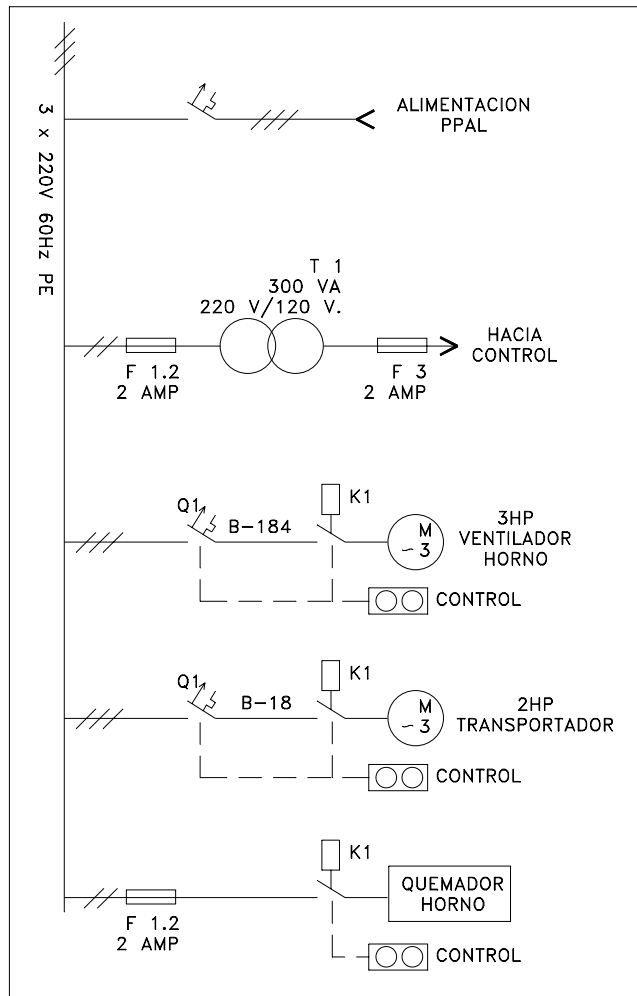 3 x 220V 60Hz PE
ALIMENTACION
PPAL
T 1
300 VA
220 V/120 V.
F 1.2
2 AMP
F 3
2 AMP
HACIA
CONTROL
Q1
B-184
K1
M
~3
3HP
VENTILADOR
HORNO
CONTROL
Q1
B-18
K1
M
~3
2HP
TRANSPORTADOR
CONTROL
F 1.2
2 AMP
K1
QUEMADOR
HORNO
CONTROL